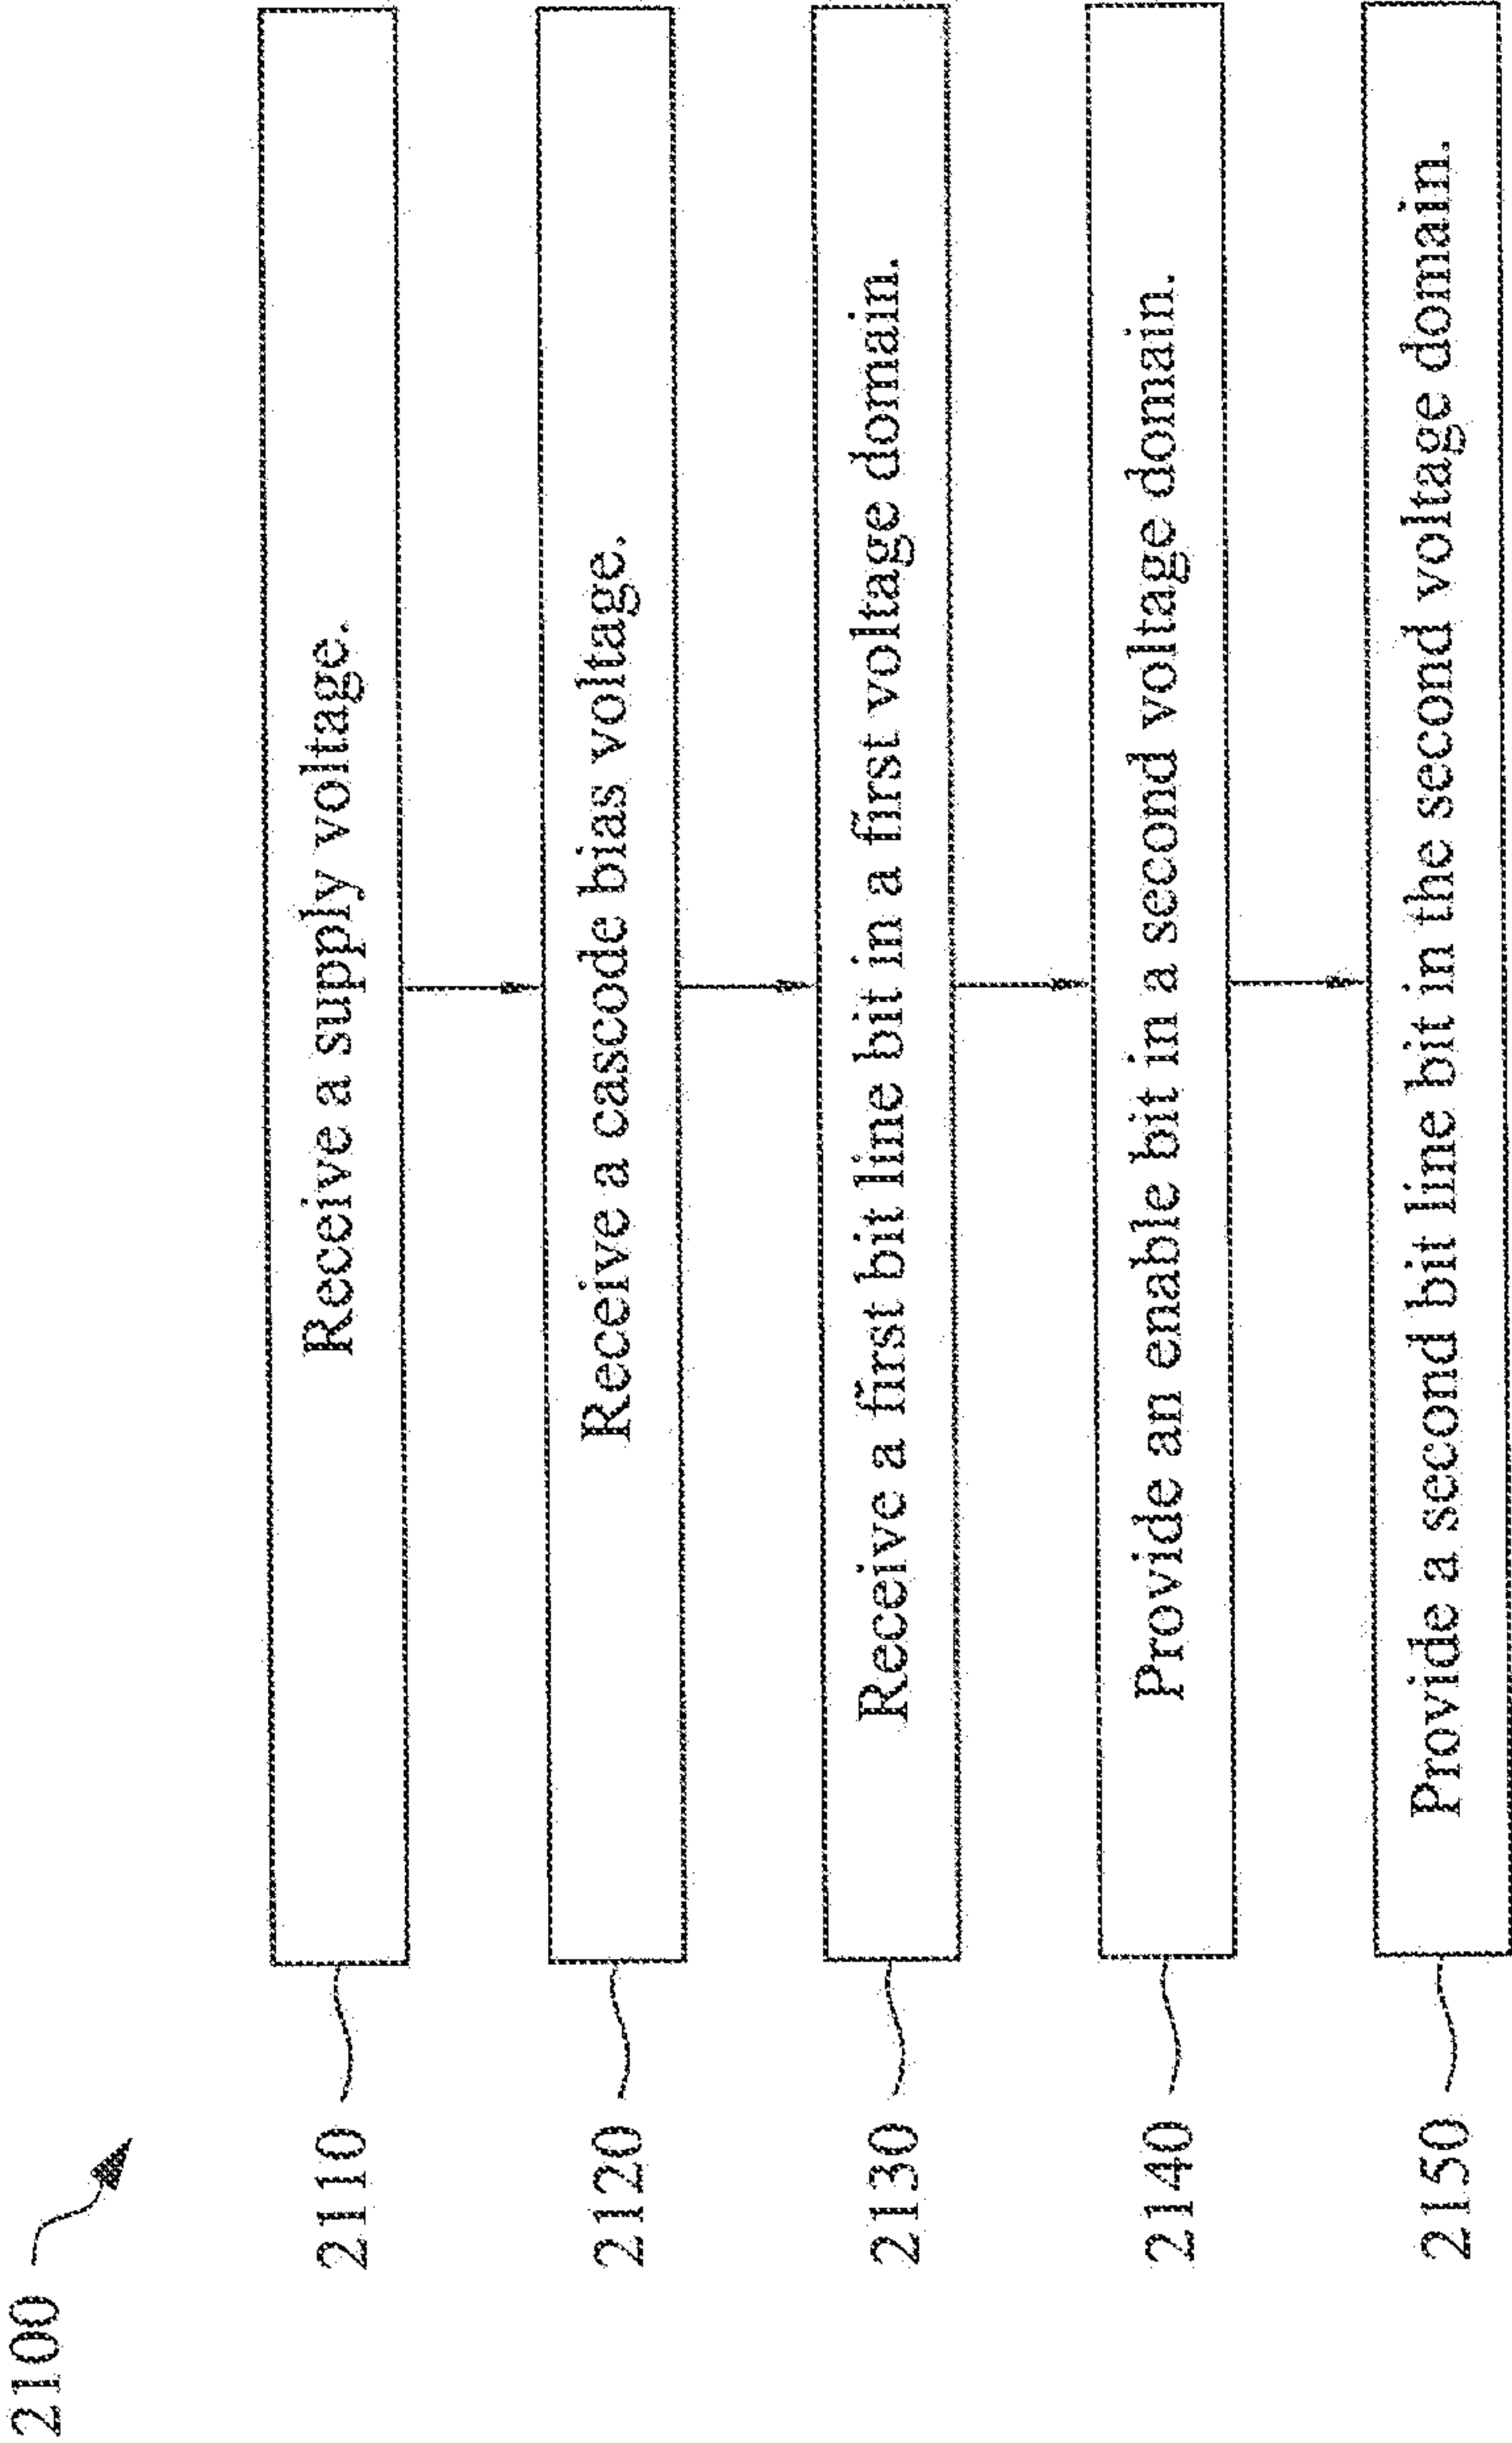 2100
2110
Receive a supply voltage.
2120
Receive a cascode bias voltage.
2130
Receive a first bit line bit in a first voltage domain.
2140
Provide an enable bit in a second voltage domain.
2150
Provide a second bit line bit in the second voltage domain.